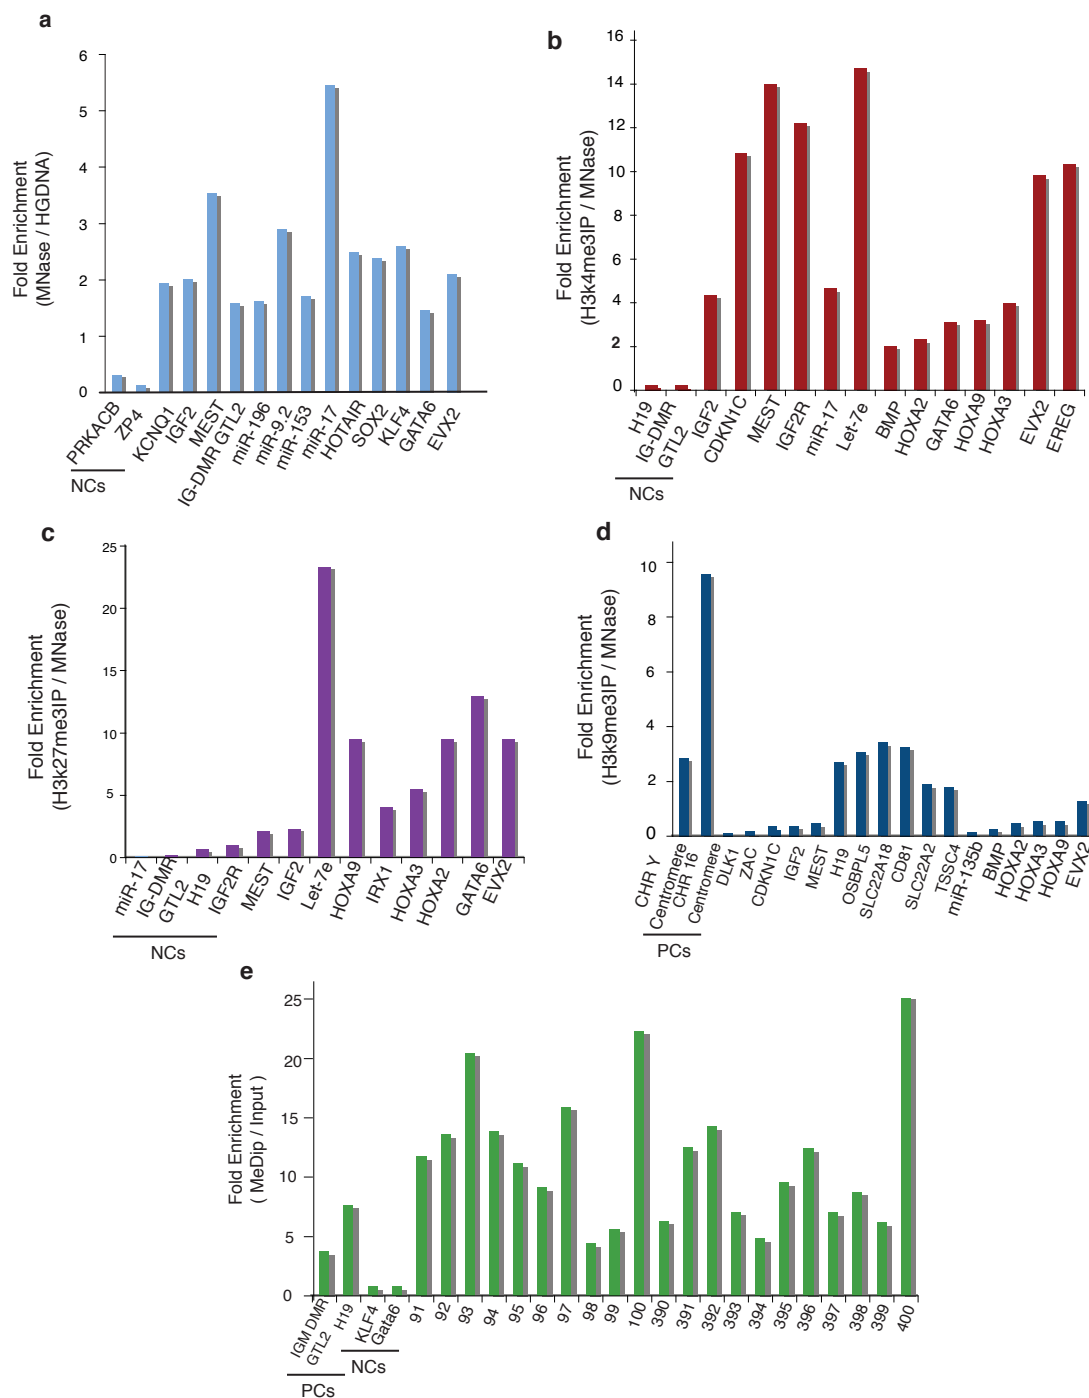 a
6
5
4
3
2
1
0
Fold Enrichment
(MNase / HGDNA)
PRKACB
ZP4
KCNQ1
IGF2
MEST
IG-DMR GTL2
miR-196
miR-9,2
miR-153
miR-17
HOTAIR
SOX2
KLF4
GATA6
EVX2
NCs
b
16
14
12
10
8
6
4
2
0
Fold Enrichment
(H3k4me3IP / MNase)
H19
IG-DMR
GTL2
IGF2
CDKN1C
MEST
IGF2R
miR-17
Let-7e
BMP
HOXA2
GATA6
HOXA9
HOXA3
EVX2
EREG
NCs
c
25
20
15
10
5
0
Fold Enrichment
(H3k27me3IP / MNase)
miR-17
IG-DMR
GTL2
H19
IGF2R
MEST
IGF2
Let-7e
HOXA9
IRX1
HOXA3
HOXA2
GATA6
EVX2
NCs
d
10
8
6
4
2
0
Fold Enrichment
(H3k9me3IP / MNase)
CHR Y
Centromere
CHR 16
Centromere
DLK1
ZAC
CDKN1C
IGF2
MEST
H19
OSBPL5
SLC22A18
CD81
SLC22A2
TSSC4
miR-135b
BMP
HOXA2
HOXA3
HOXA9
EVX2
PCs
e
25
20
15
10
5
0
Fold Enrichment
( MeDip / Input )
IGM DMR
GTL2
H19
KLF4
Gata6
91
92
93
94
95
96
97
98
99
100
390
391
392
393
394
395
396
397
398
399
400
NCs
PCs